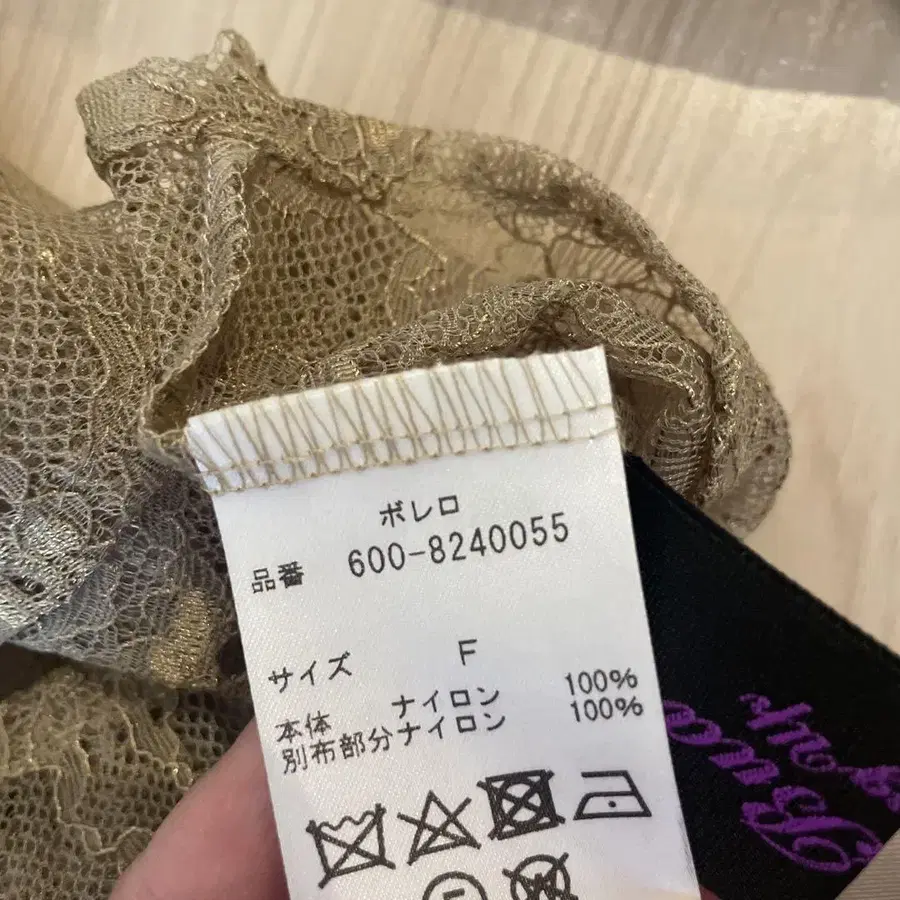 ボレロ
品番 600-8240055
サイズ F
本体 ナイロン 100%
別布部分ナイロン 100%